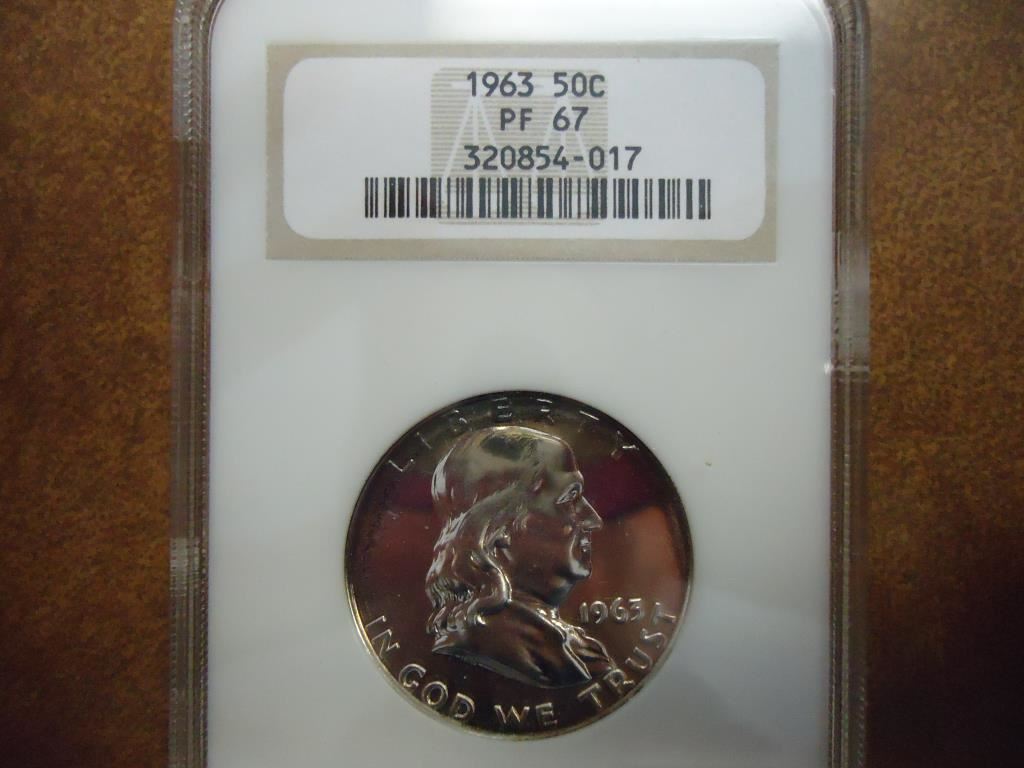 1963 50C
PF 67
320854-017
LIBERTY
1963
IN GOD WE TRUST